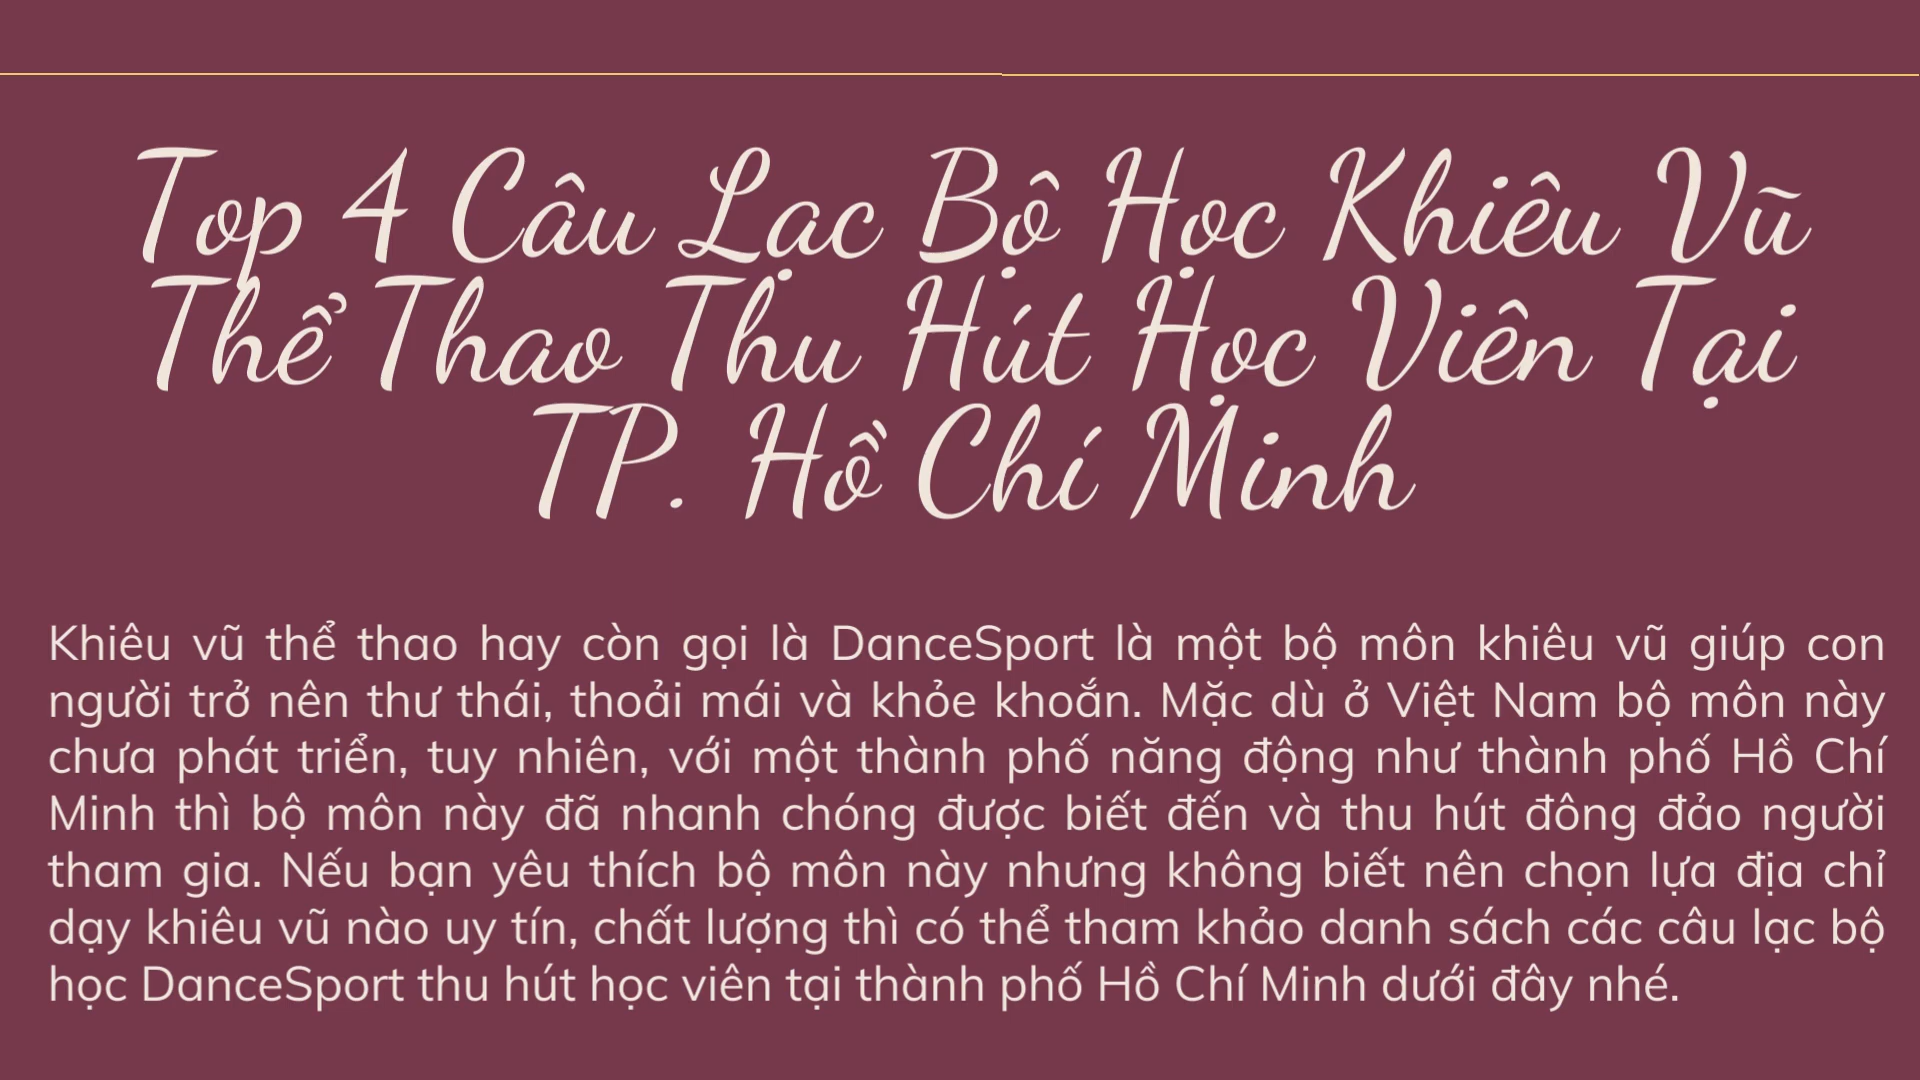 Top 4 Câu Lạc Bộ Học Khiêu Vũ
Thể Thao Thu Hút Học Viên Tại
TP. Hồ Chí Minh
Khiêu vũ thể thao hay còn gọi là DanceSport là một bộ môn khiêu vũ giúp con
người trở nên thư thái, thoải mái và khỏe khoắn. Mặc dù ở Việt Nam bộ môn này
chưa phát triển, tuy nhiên, với một thành phố năng động như thành phố Hồ Chí
Minh thì bộ môn này đã nhanh chóng được biết đến và thu hút đông đảo người
tham gia. Nếu bạn yêu thích bộ môn này nhưng không biết nên chọn lựa địa chỉ
dạy khiêu vũ nào uy tín, chất lượng thì có thể tham khảo danh sách các câu lạc bộ
học DanceSport thu hút học viên tại thành phố Hồ Chí Minh dưới đây nhé.